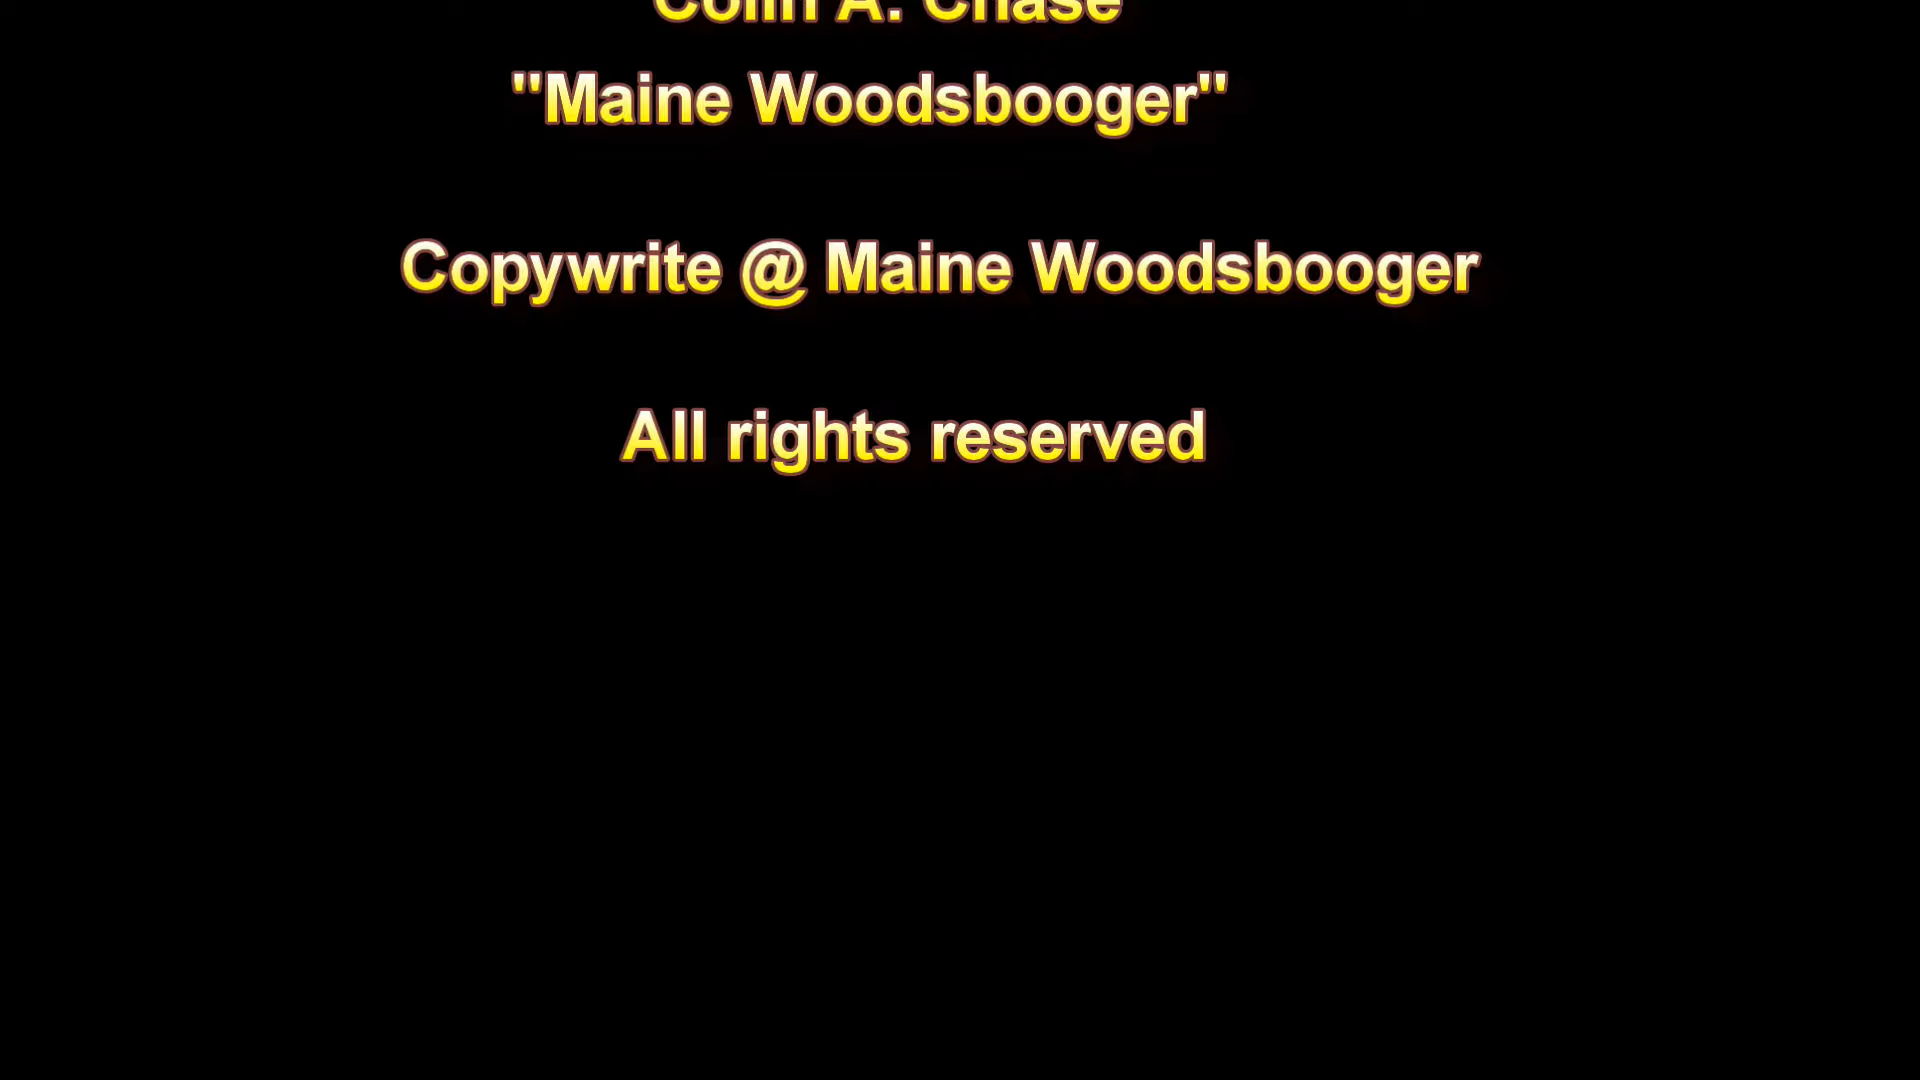 Colin A. Chase
"Maine Woodsbooger"
Copywrite @ Maine Woodsbooger
All rights reserved